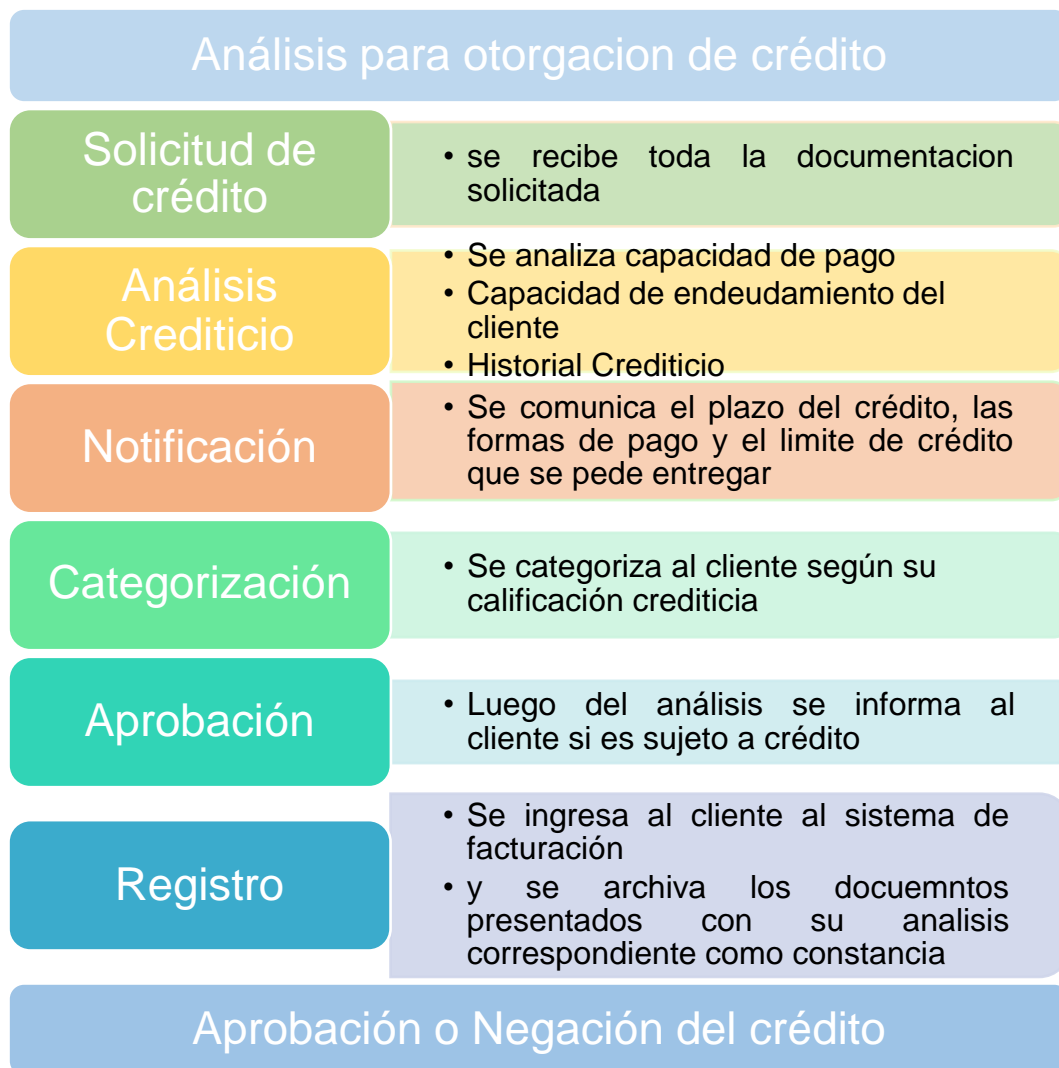 Análisis para otorgacion de crédito
Solicitud de
crédito
• se recibe toda la documentacion
solicitada
Análisis
Crediticio
• Se analiza capacidad de pago
• Capacidad de endeudamiento del
cliente
• Historial Crediticio
Notificación
• Se comunica el plazo del crédito, las
formas de pago y el limite de crédito
que se pede entregar
Categorización
• Se categoriza al cliente según su
calificación crediticia
Aprobación
• Luego del análisis se informa al
cliente si es sujeto a crédito
Registro
• Se ingresa al cliente al sistema de
facturación
• y se archiva los docuemntos
presentados con su analisis
correspondiente como constancia
Aprobación o Negación del crédito